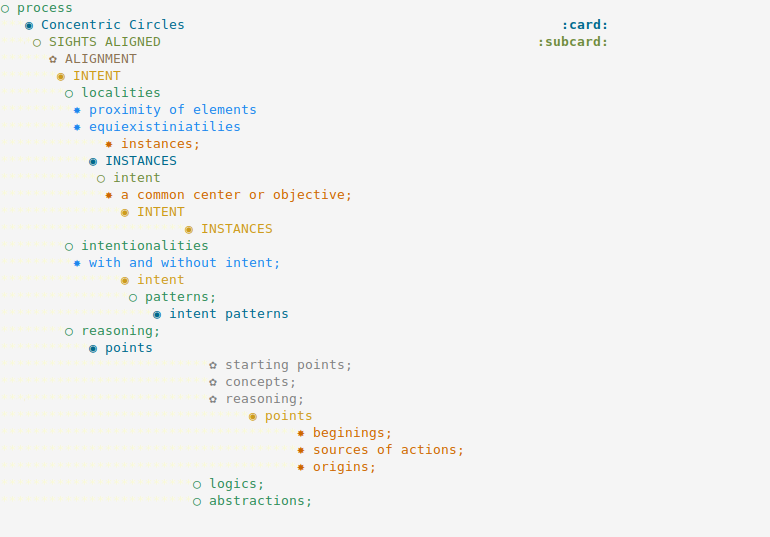 ○ process
◉ Concentric Circles :card:
○ SIGHTS ALIGNED :subcard:
✿ ALIGNMENT
◉ INTENT
○ localities
✸ proximity of elements
✸ equiexistiniatilies
✸ instances;
◉ INSTANCES
○ intent
✸ a common center or objective;
◉ INTENT
◉ INSTANCES
○ intentionalities
✸ with and without intent;
◉ intent
○ patterns;
◉ intent patterns
○ reasoning;
◉ points
✿ starting points;
✿ concepts;
✿ reasoning;
◉ points
✸ beginings;
✸ sources of actions;
✸ origins;
○ logics;
○ abstractions;